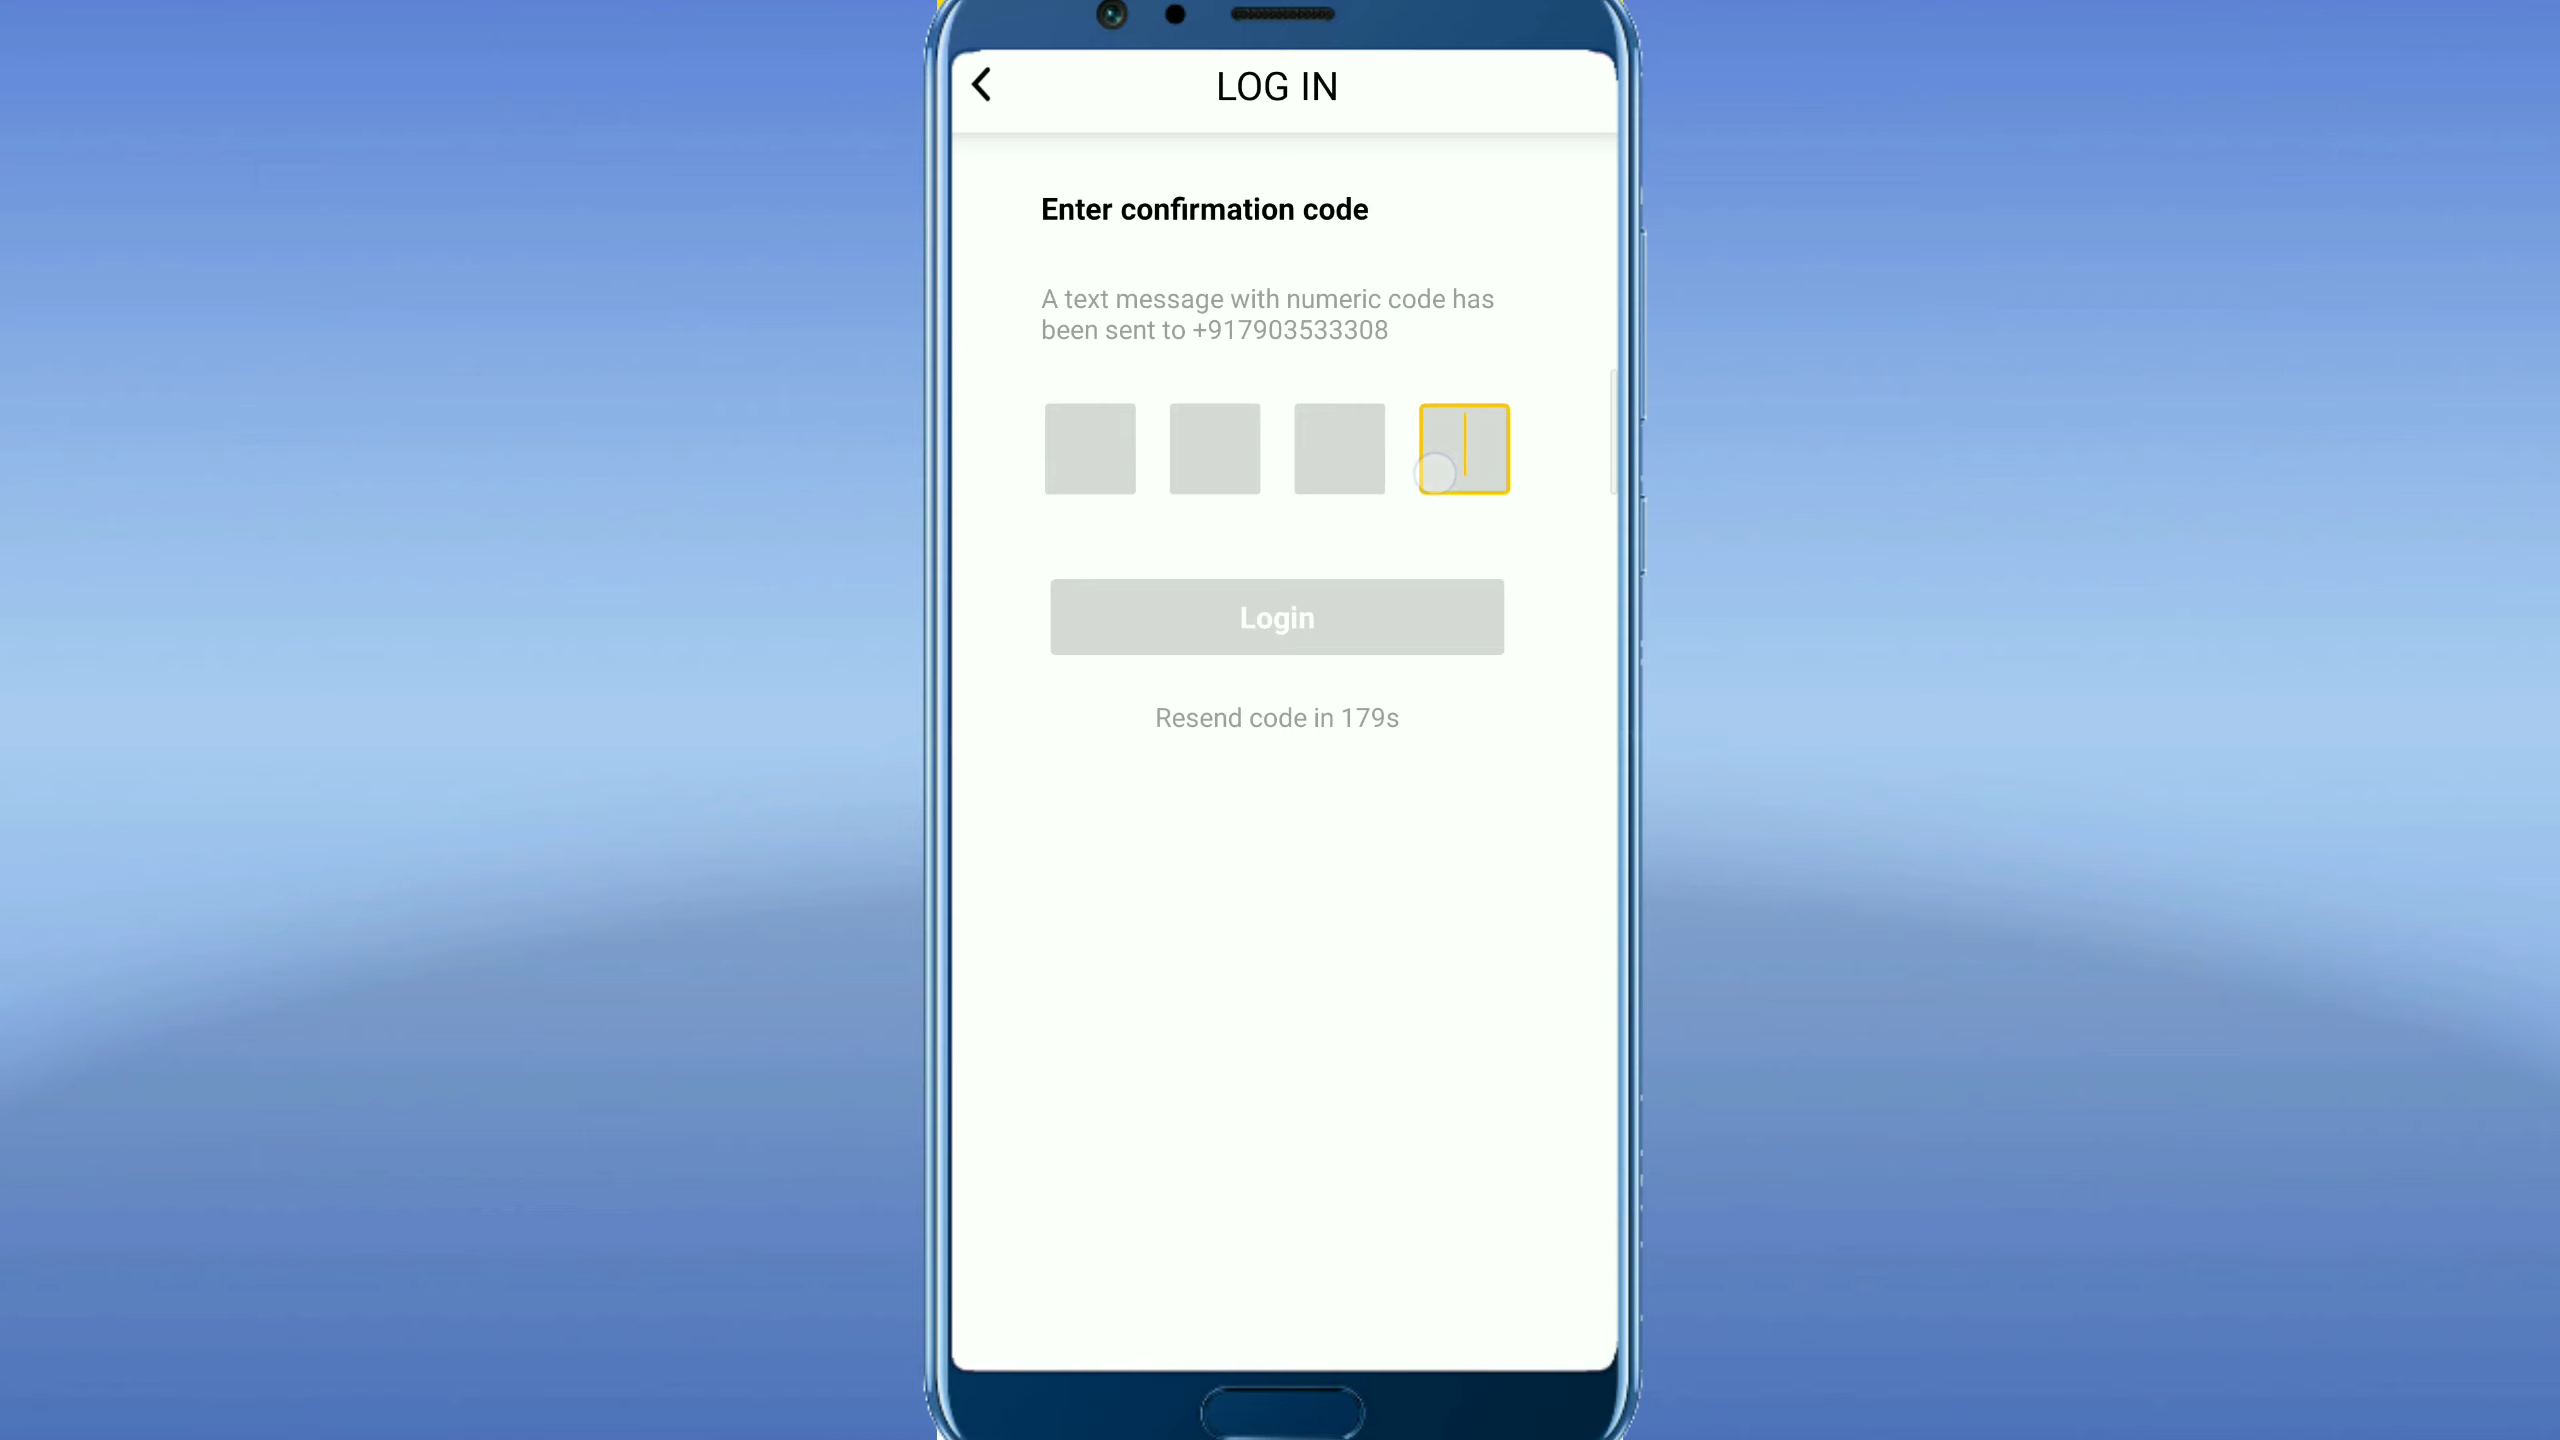 LOG IN
Enter confirmation code
A text message with numeric code has
been sent to +917903533308
Login
Resend code in 179s